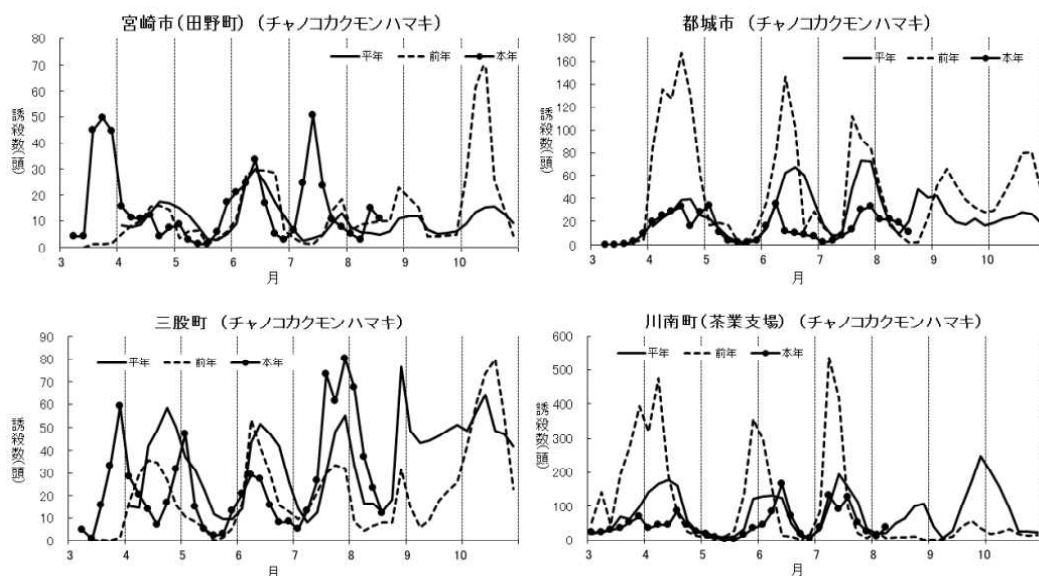 宮崎市(田野町) (チャノコカクモンハマキ)
平年 前年 本年
誘殺数(頭)
80
70
60
50
40
30
20
10
0
3 4 5 6 7 8 9 10
月
都城市 (チャノコカクモンハマキ)
平年 前年 本年
誘殺数(頭)
180
160
140
120
100
80
60
40
20
0
3 4 5 6 7 8 9 10
月
三股町 (チャノコカクモンハマキ)
平年 前年 本年
誘殺数(頭)
90
80
70
60
50
40
30
20
10
0
3 4 5 6 7 8 9 10
月
川南町(茶業支場) (チャノコカクモンハマキ)
平年 前年 本年
誘殺数(頭)
600
500
400
300
200
100
0
3 4 5 6 7 8 9 10
月